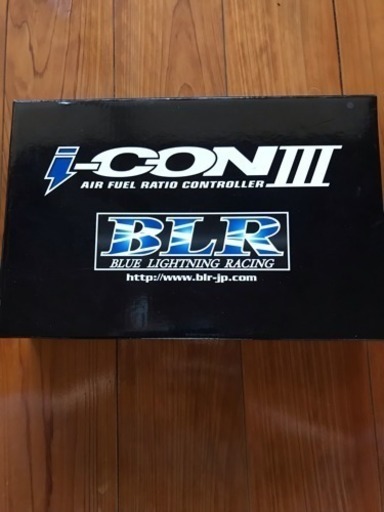 i-CON III
AIR FUEL RATIO CONTROLLER
BLR
BLUE LIGHTNING RACING
http://www.blr-jp.com